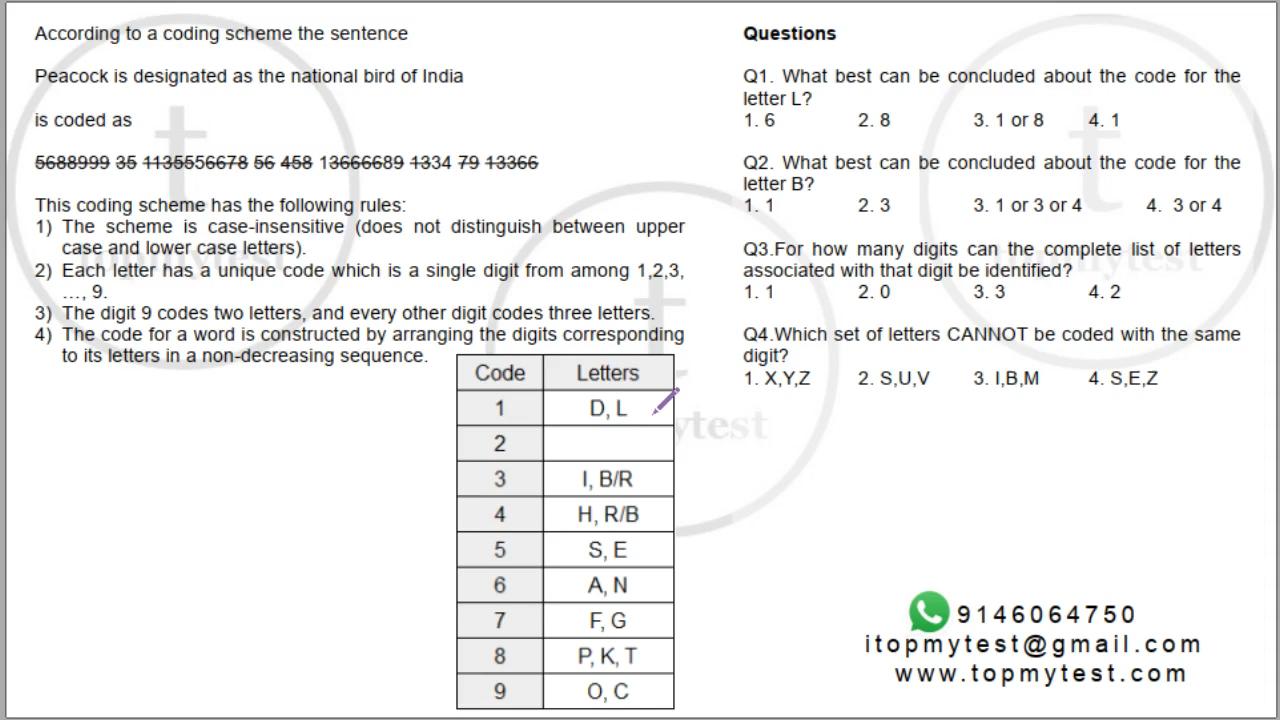 According to a coding scheme the sentence
Peacock is designated as the national bird of India
is coded as
5688999 35 1135556678 56 458 13666689 1334 79 13366
This coding scheme has the following rules:
1) The scheme is case-insensitive (does not distinguish between upper
case and lower case letters).
2) Each letter has a unique code which is a single digit from among 1,2,3,
…, 9.
3) The digit 9 codes two letters, and every other digit codes three letters.
4) The code for a word is constructed by arranging the digits corresponding
to its letters in a non-decreasing sequence.
Code Letters
1 D, L
2
3 I, B/R
4 H, R/B
5 S, E
6 A, N
7 F, G
8 P, K, T
9 O, C
Questions
Q1. What best can be concluded about the code for the
letter L?
1. 6 2. 8 3. 1 or 8 4. 1
Q2. What best can be concluded about the code for the
letter B?
1. 1 2. 3 3. 1 or 3 or 4 4. 3 or 4
Q3.For how many digits can the complete list of letters
associated with that digit be identified?
1. 1 2. 0 3. 3 4. 2
Q4.Which set of letters CANNOT be coded with the same
digit?
1. X,Y,Z 2. S,U,V 3. I,B,M 4. S,E,Z
9146064750
itopmytest@gmail.com
www.topmytest.com